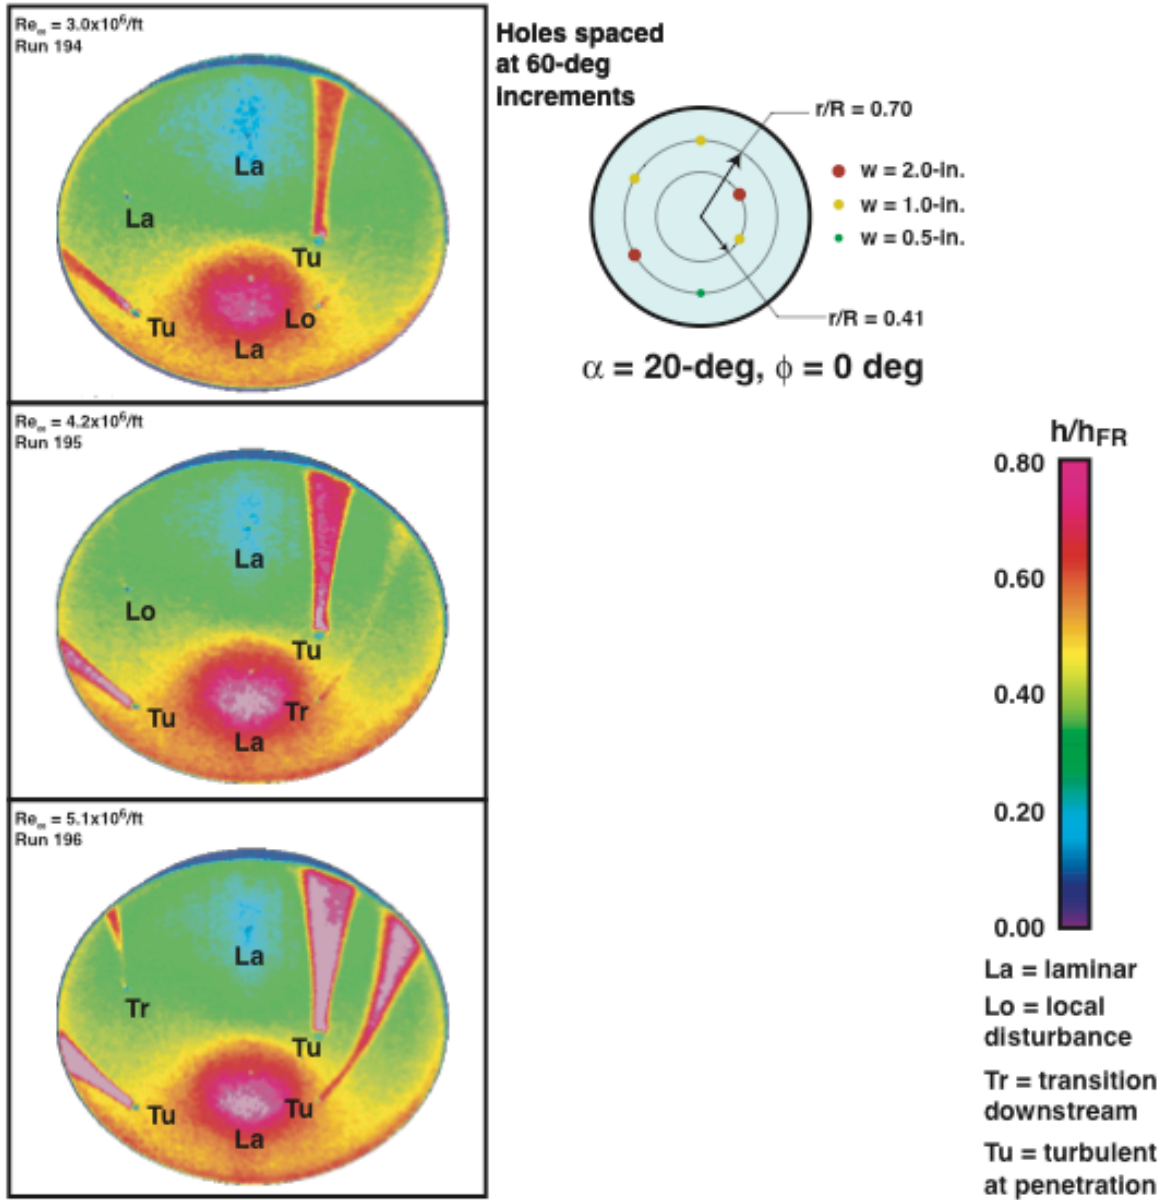 Re∞ = 3.0x10⁶/ft
Run 194
La
La
Tu
Lo
Tu
La
Holes spaced
at 60-deg
Increments
r/R = 0.70
w = 2.0-in.
w = 1.0-in.
w = 0.5-in.
r/R = 0.41
α = 20-deg, ϕ = 0 deg
Re∞ = 4.2x10⁶/ft
Run 195
La
Lo
Tu
Tr
Tu
La
h/hFR
0.80
0.60
0.40
0.20
0.00
Re∞ = 5.1x10⁶/ft
Run 196
La
Tr
Tu
Tu
Tu
La
La = laminar
Lo = local
disturbance
Tr = transition
downstream
Tu = turbulent
at penetration